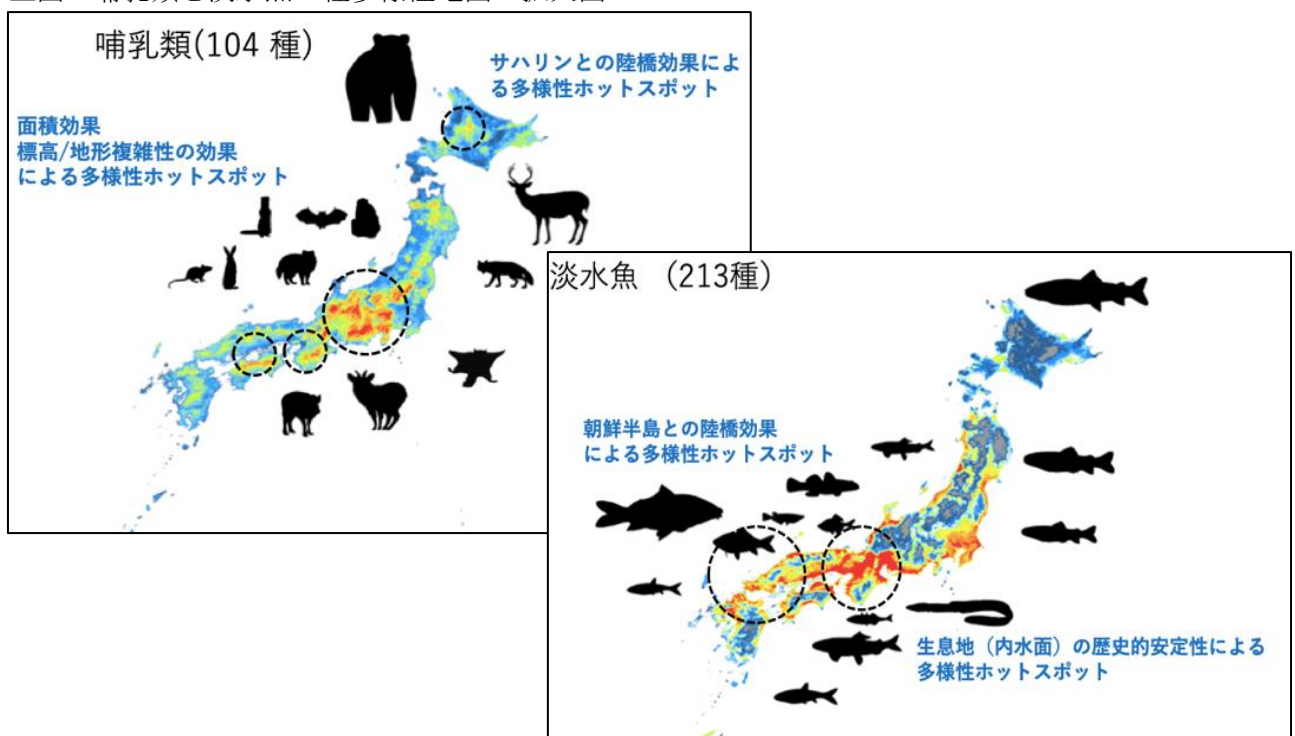 哺乳類(104 種)
サハリンとの陸橋効果によ
る多様性ホットスポット
面積効果
標高/地形複雑性の効果
による多様性ホットスポット
淡水魚 （213種）
朝鮮半島との陸橋効果
による多様性ホットスポット
生息地（内水面）の歴史的安定性による
多様性ホットスポット